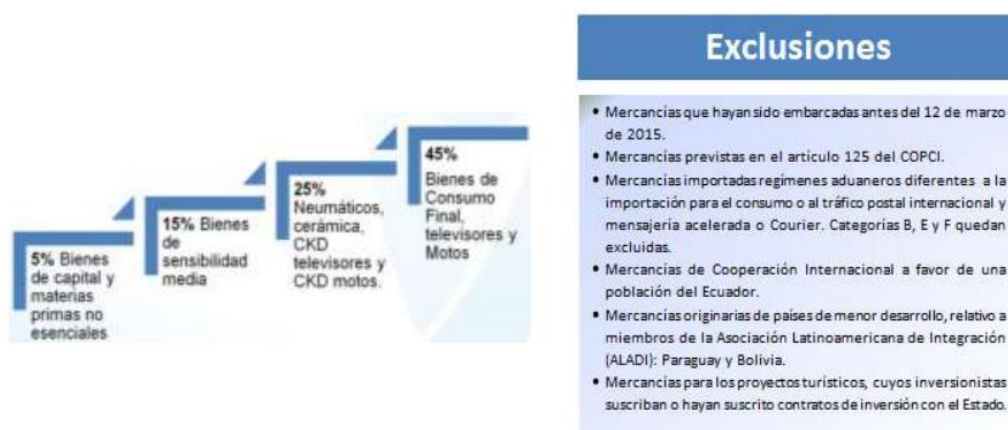 5% Bienes
de capital y
materias
primas no
esenciales
15% Bienes
de
sensibilidad
media
25%
Neumáticos,
cerámica,
CKD
televisores y
CKD motos.
45%
Bienes de
Consumo
Final,
televisores y
Motos
Exclusiones
• Mercancías que hayan sido embarcadas antes del 12 de marzo
de 2015.
• Mercancías previstas en el artículo 125 del COPCI.
• Mercancías importadas regímenes aduaneros diferentes a la
importación para el consumo o al tráfico postal internacional y
mensajería acelerada o Courier. Categorías B, E y F quedan
excluidas.
• Mercancías de Cooperación Internacional a favor de una
población del Ecuador.
• Mercancías originarias de países de menor desarrollo, relativo a
miembros de la Asociación Latinoamericana de Integración
(ALADI): Paraguay y Bolivia.
• Mercancías para los proyectos turísticos, cuyos inversionistas
suscriban o hayan suscrito contratos de inversión con el Estado.